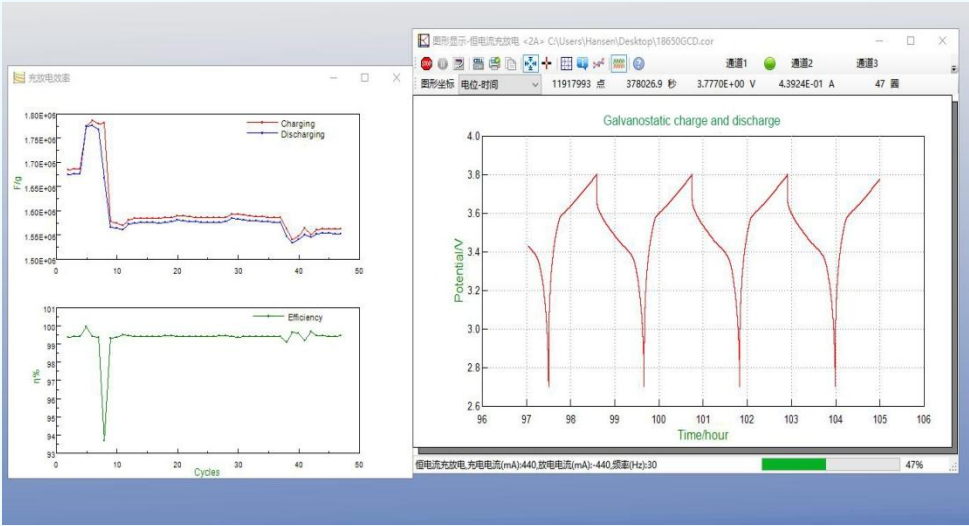 充放电效率
1.80E+06
1.75E+06
1.70E+06
1.65E+06
1.60E+06
1.55E+06
1.50E+06
F/g
Charging
Discharging
0 10 20 30 40 50
101
100
99
98
97
96
95
94
93
η%
Efficiency
0 10 20 30 40 50
Cycles
图形显示-恒电流充放电 <2A> C:\Users\Hansen\Desktop\18650GCD.cor
STOP 通道1 通道2 通道3
图形坐标 电位-时间 11917993 点 378026.9 秒 3.7770E+00 V 4.3924E-01 A 47 圈
Galvanostatic charge and discharge
4.0
3.8
3.6
3.4
3.2
3.0
2.8
2.6
Potential/V
96 97 98 99 100 101 102 103 104 105 106
Time/hour
恒电流充放电,充电电流(mA):440,放电电流(mA):-440,频率(Hz):30 47%